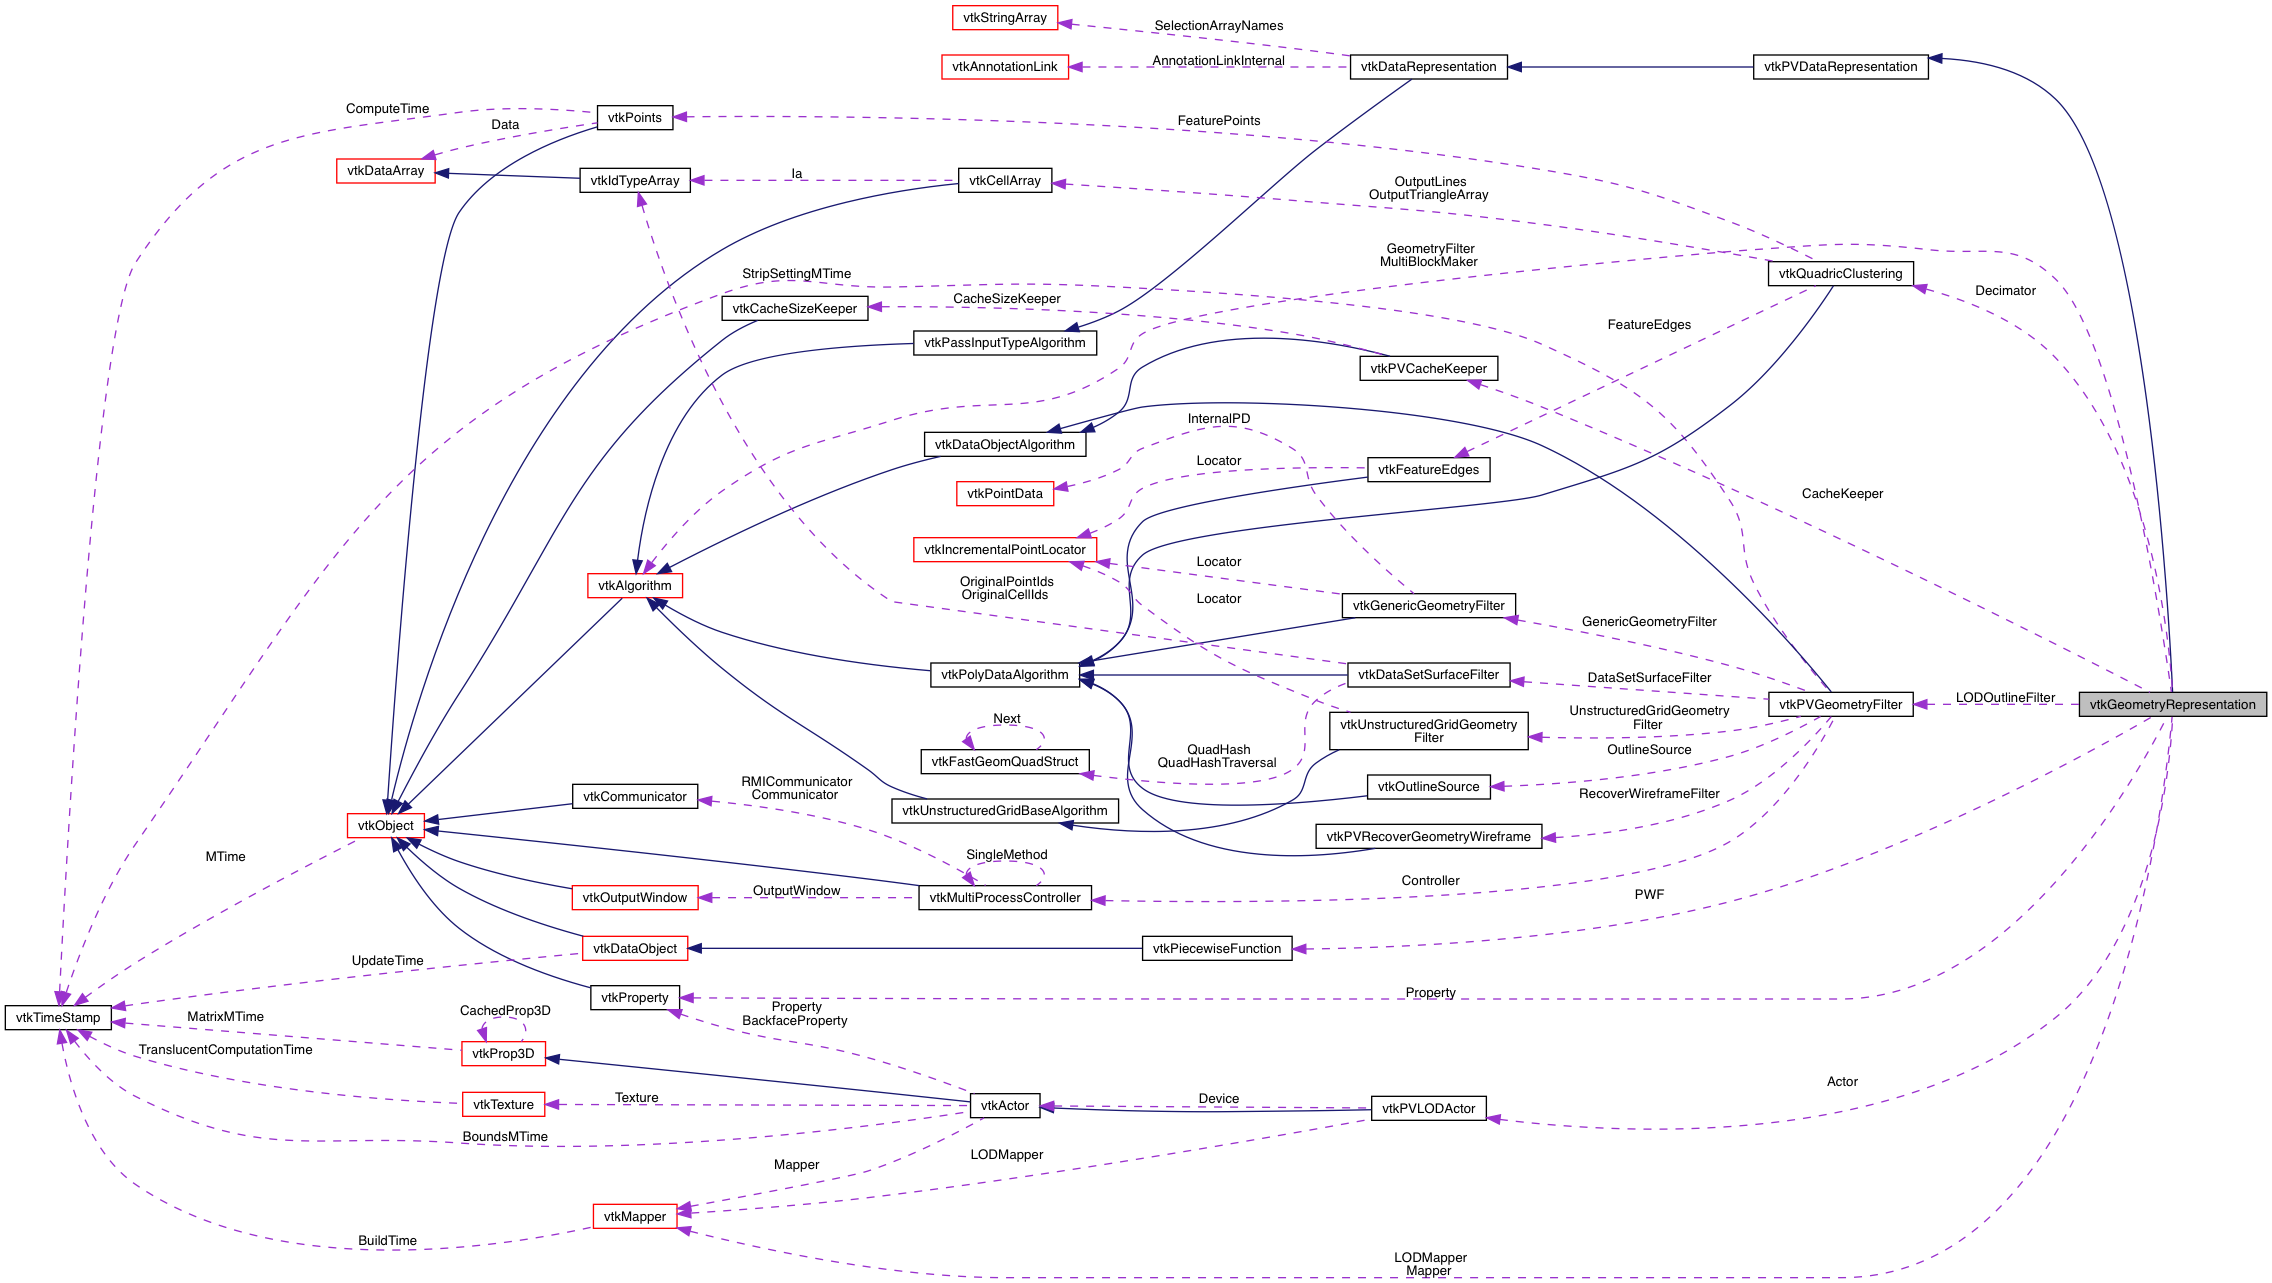 vtkStringArray
SelectionArrayNames
vtkAnnotationLink
AnnotationLinkInternal
vtkDataRepresentation
vtkPVDataRepresentation
ComputeTime
vtkPoints
Data
FeaturePoints
vtkDataArray
vtkIdTypeArray
Ia
vtkCellArray
OutputLines
OutputTriangleArray
GeometryFilter
MultiBlockMaker
StripSettingMTime
vtkQuadricClustering
Decimator
CacheSizeKeeper
vtkCacheSizeKeeper
FeatureEdges
vtkPassInputTypeAlgorithm
vtkPVCacheKeeper
InternalPD
vtkDataObjectAlgorithm
Locator
vtkFeatureEdges
vtkPointData
CacheKeeper
vtkIncrementalPointLocator
Locator
vtkAlgorithm
OriginalPointIds
OriginalCellIds
Locator
vtkGenericGeometryFilter
GenericGeometryFilter
vtkPolyDataAlgorithm
vtkDataSetSurfaceFilter
DataSetSurfaceFilter
vtkPVGeometryFilter
LODOutlineFilter
vtkGeometryRepresentation
Next
vtkUnstructuredGridGeometry
Filter
UnstructuredGridGeometry
Filter
vtkFastGeomQuadStruct
QuadHash
QuadHashTraversal
OutlineSource
vtkOutlineSource
RMICommunicator
Communicator
vtkCommunicator
RecoverWireframeFilter
vtkUnstructuredGridBaseAlgorithm
vtkObject
vtkPVRecoverGeometryWireframe
MTime
SingleMethod
Controller
vtkOutputWindow
OutputWindow
vtkMultiProcessController
PWF
vtkDataObject
vtkPiecewiseFunction
UpdateTime
vtkProperty
Property
vtkTimeStamp
MatrixMTime
CachedProp3D
Property
BackfaceProperty
TranslucentComputationTime
vtkProp3D
Actor
vtkTexture
Texture
vtkActor
Device
vtkPVLODActor
BoundsMTime
Mapper
LODMapper
vtkMapper
BuildTime
LODMapper
Mapper